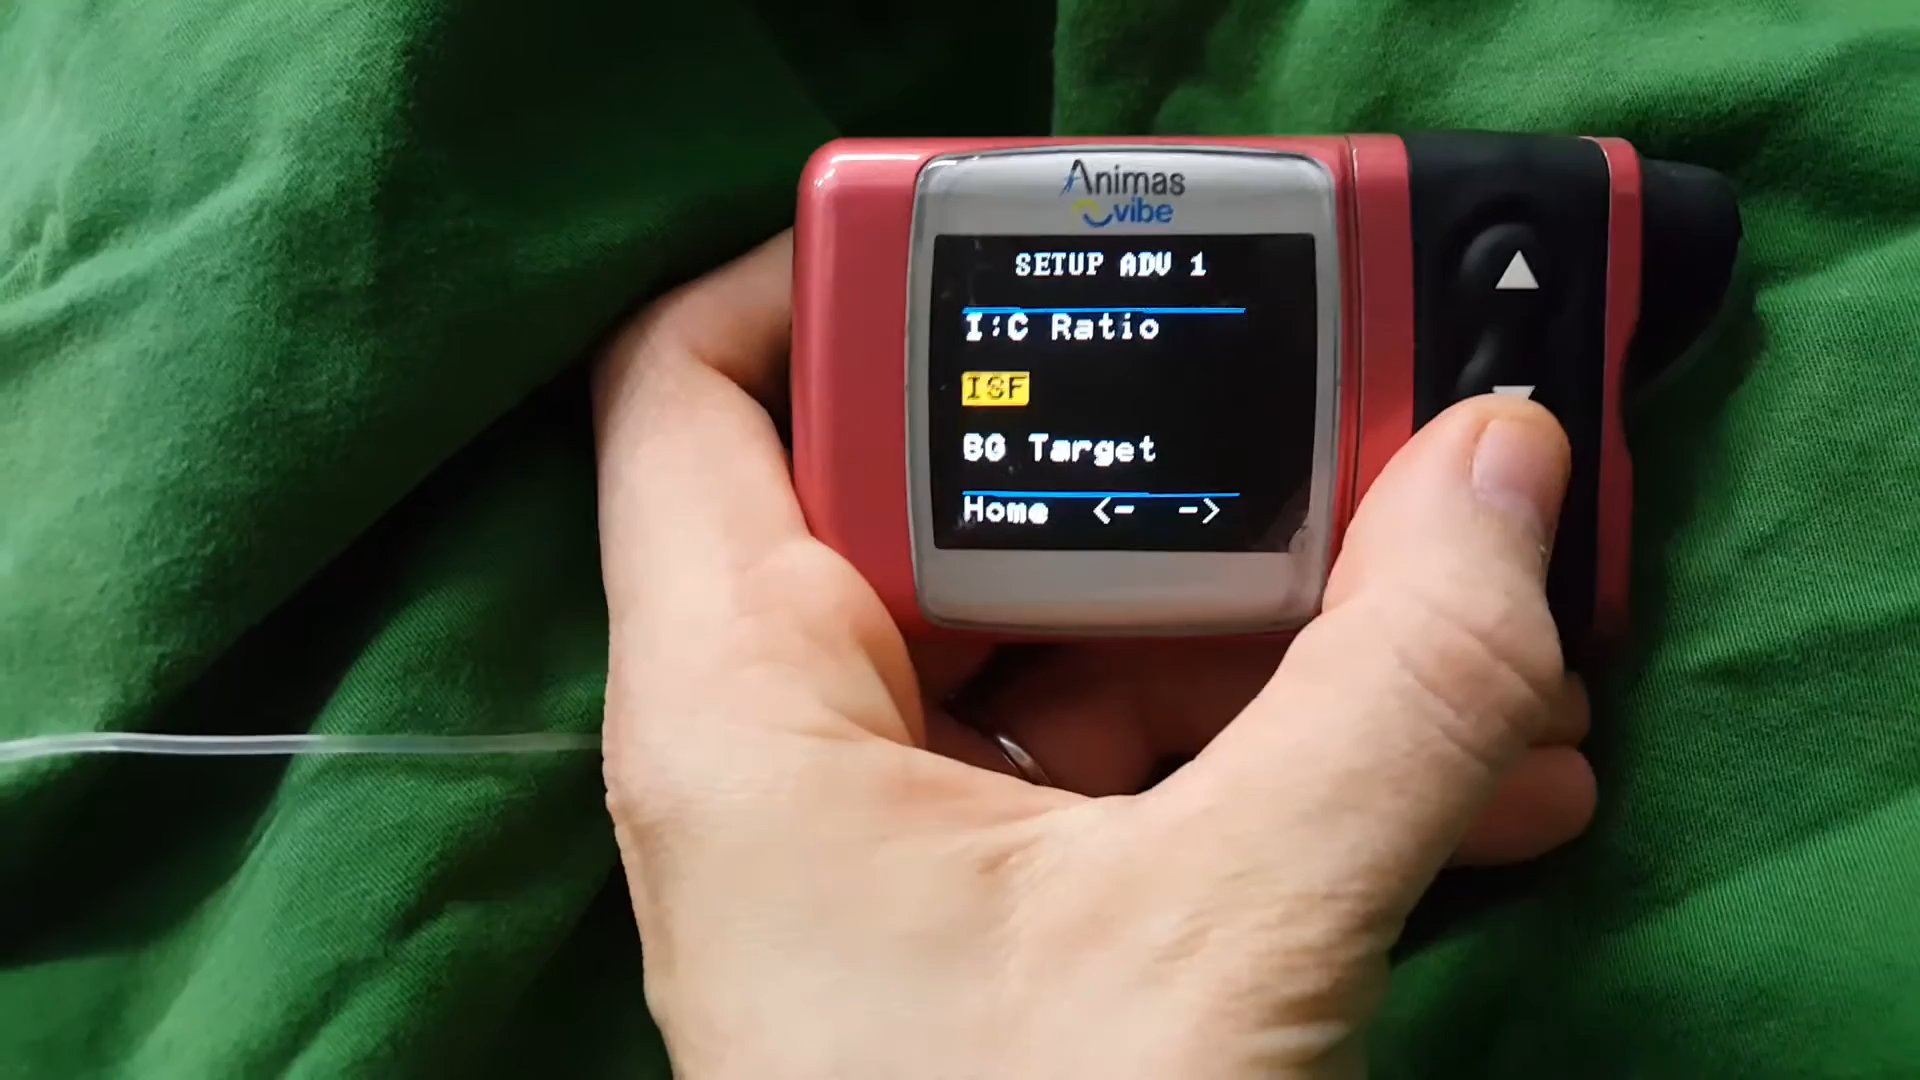 Animas
vibe
SETUP ADV 1
I:C Ratio
ISF
BG Target
Home <- ->